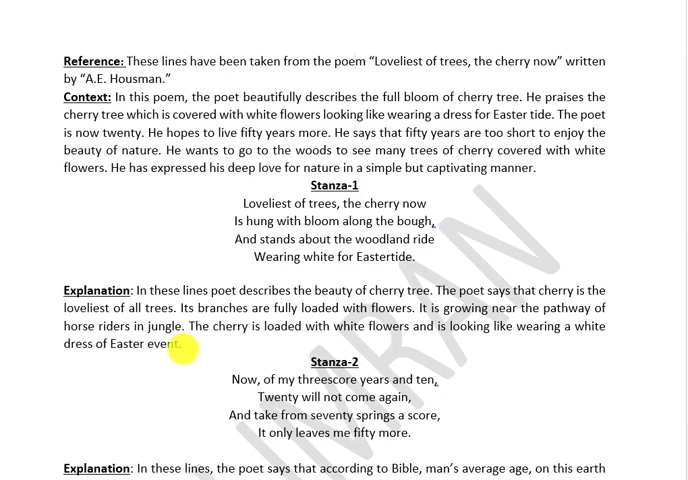 Reference: These lines have been taken from the poem “Loveliest of trees, the cherry now” written
by “A.E. Housman.”
Context: In this poem, the poet beautifully describes the full bloom of cherry tree. He praises the
cherry tree which is covered with white flowers looking like wearing a dress for Easter tide. The poet
is now twenty. He hopes to live fifty years more. He says that fifty years are too short to enjoy the
beauty of nature. He wants to go to the woods to see many trees of cherry covered with white
flowers. He has expressed his deep love for nature in a simple but captivating manner.
Stanza-1
Loveliest of trees, the cherry now
Is hung with bloom along the bough,
And stands about the woodland ride
Wearing white for Eastertide.
Explanation: In these lines poet describes the beauty of cherry tree. The poet says that cherry is the
loveliest of all trees. Its branches are fully loaded with flowers. It is growing near the pathway of
horse riders in jungle. The cherry is loaded with white flowers and is looking like wearing a white
dress of Easter event.
Stanza-2
Now, of my threescore years and ten,
Twenty will not come again,
And take from seventy springs a score,
It only leaves me fifty more.
Explanation: In these lines, the poet says that according to Bible, man’s average age, on this earth